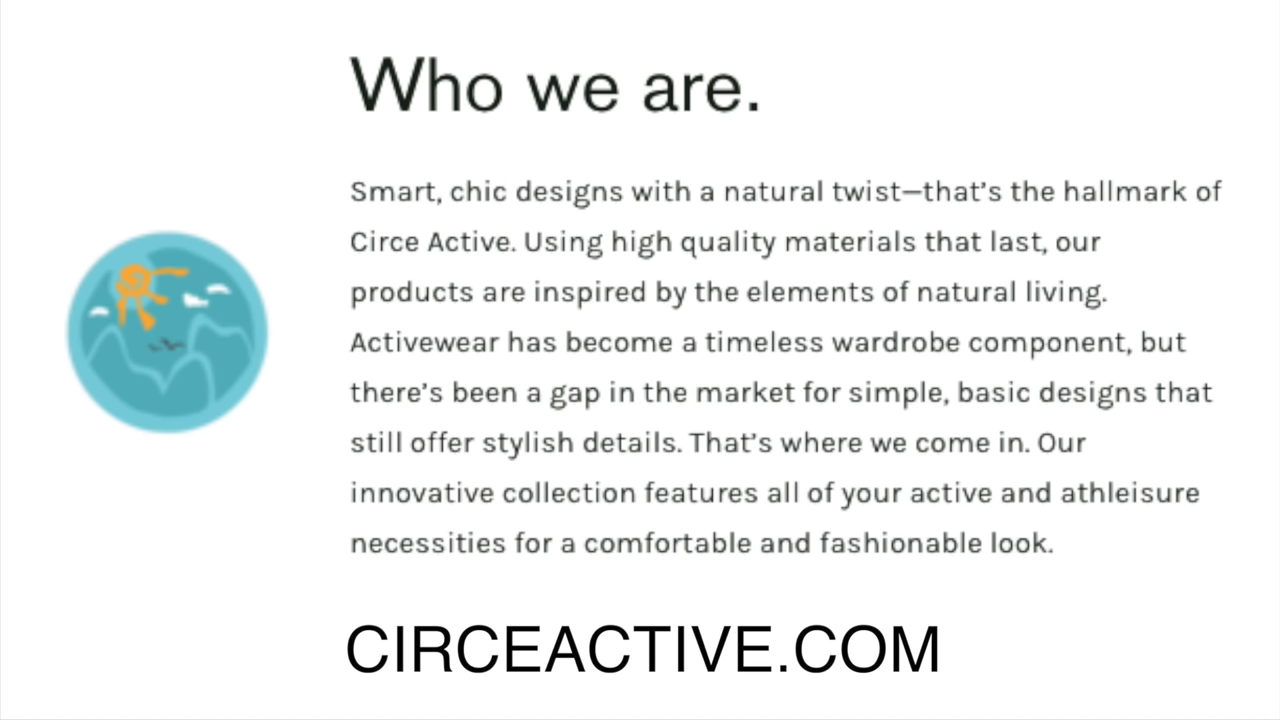 Who we are.
Smart, chic designs with a natural twist—that’s the hallmark of
Circe Active. Using high quality materials that last, our
products are inspired by the elements of natural living.
Activewear has become a timeless wardrobe component, but
there’s been a gap in the market for simple, basic designs that
still offer stylish details. That’s where we come in. Our
innovative collection features all of your active and athleisure
necessities for a comfortable and fashionable look.
CIRCEACTIVE.COM